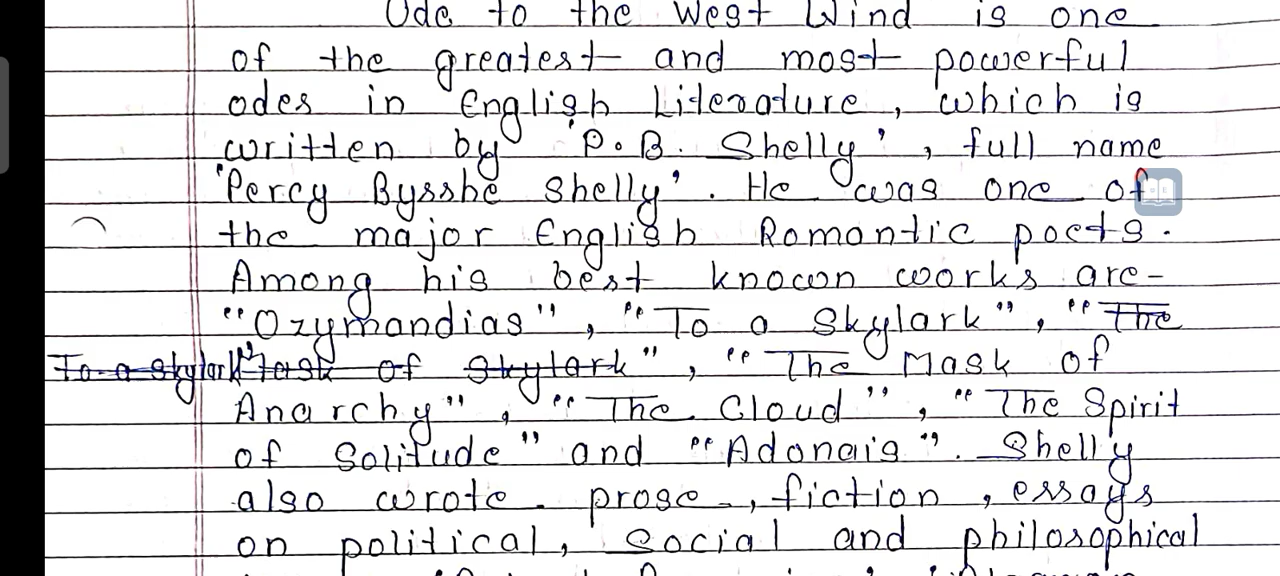 Ode to the West Wind is one
of the greatest and most powerful
odes in English Literature, which is
written by 'P.B. Shelly', full name
'Percy Bysshe Shelly'. He was one of
the major English Romantic poets.
Among his best known works are-
"Ozymandias", "To a Skylark", "The
To a skylark" Mask of Skylark", "The Mask of
Anarchy", "The Cloud", "The Spirit
of Solitude" and "Adonais". Shelly
also wrote prose, fiction, essays
on political, social and philosophical